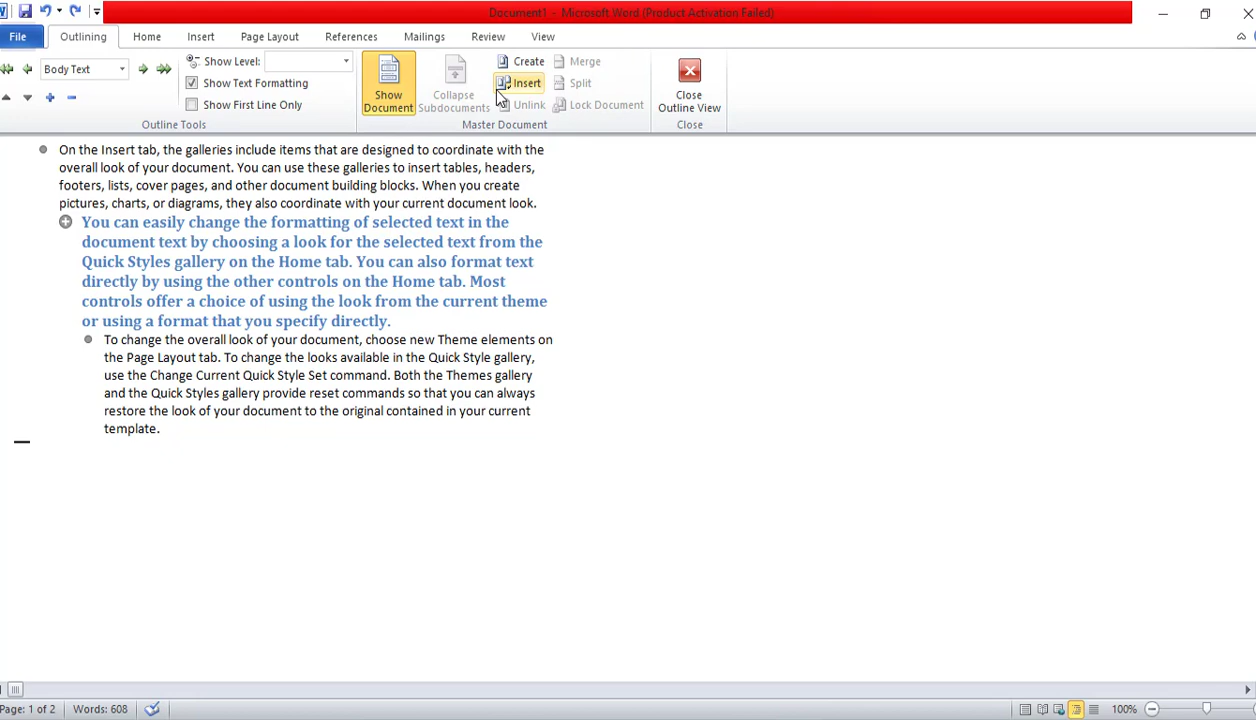 Document1 - Microsoft Word (Product Activation Failed)
File Outlining Home Insert Page Layout References Mailings Review View
Body Text
Show Level:
Show Text Formatting
Show First Line Only
Outline Tools
Show Document
Collapse Subdocuments
Create
Insert
Unlink
Merge
Split
Lock Document
Master Document
Close Outline View
Close
On the Insert tab, the galleries include items that are designed to coordinate with the
overall look of your document. You can use these galleries to insert tables, headers,
footers, lists, cover pages, and other document building blocks. When you create
pictures, charts, or diagrams, they also coordinate with your current document look.
You can easily change the formatting of selected text in the
document text by choosing a look for the selected text from the
Quick Styles gallery on the Home tab. You can also format text
directly by using the other controls on the Home tab. Most
controls offer a choice of using the look from the current theme
or using a format that you specify directly.
To change the overall look of your document, choose new Theme elements on
the Page Layout tab. To change the looks available in the Quick Style gallery,
use the Change Current Quick Style Set command. Both the Themes gallery
and the Quick Styles gallery provide reset commands so that you can always
restore the look of your document to the original contained in your current
template.
Page: 1 of 2 Words: 608 100%